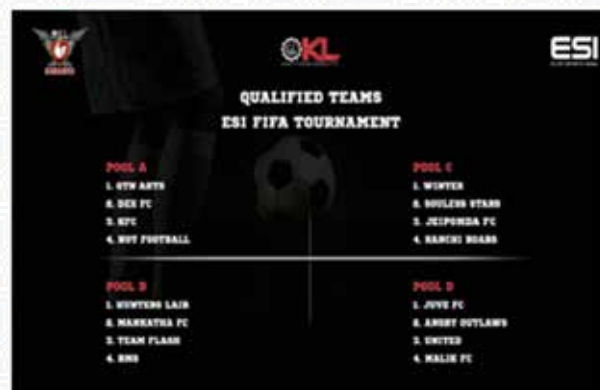 KL
ESI
QUALIFIED TEAMS
ESI FIFA TOURNAMENT
POOL A
1. GTN ARTS
2. DEX FC
3. KFC
4. NOT FOOTBALL
POOL C
1. WINTER
2. SOULESS STARS
3. JEIPONDA FC
4. RANCHI ROARS
POOL B
1. HUNTERS LAIR
2. MANKATHA FC
3. TEAM FLASH
4. RMS
POOL D
1. JUVE FC
2. ANGRY OUTLAWS
3. UNITED
4. MALIK FC